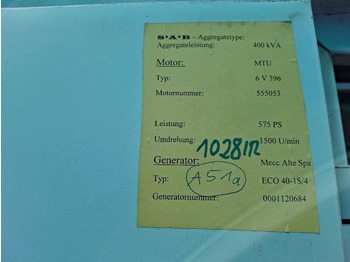 S·A·B – Aggregatetype:
Aggregateleistung: 400 kVA
Motor: MTU
Typ: 6 V 396
Motornummer: 555053
Leistung: 575 PS
Umdrehung: 1500 U/min
1028112
Generator: Mecc Alte Spa
Typ: A51a ECO 40-1S/4
Generatornummer: 0001120684